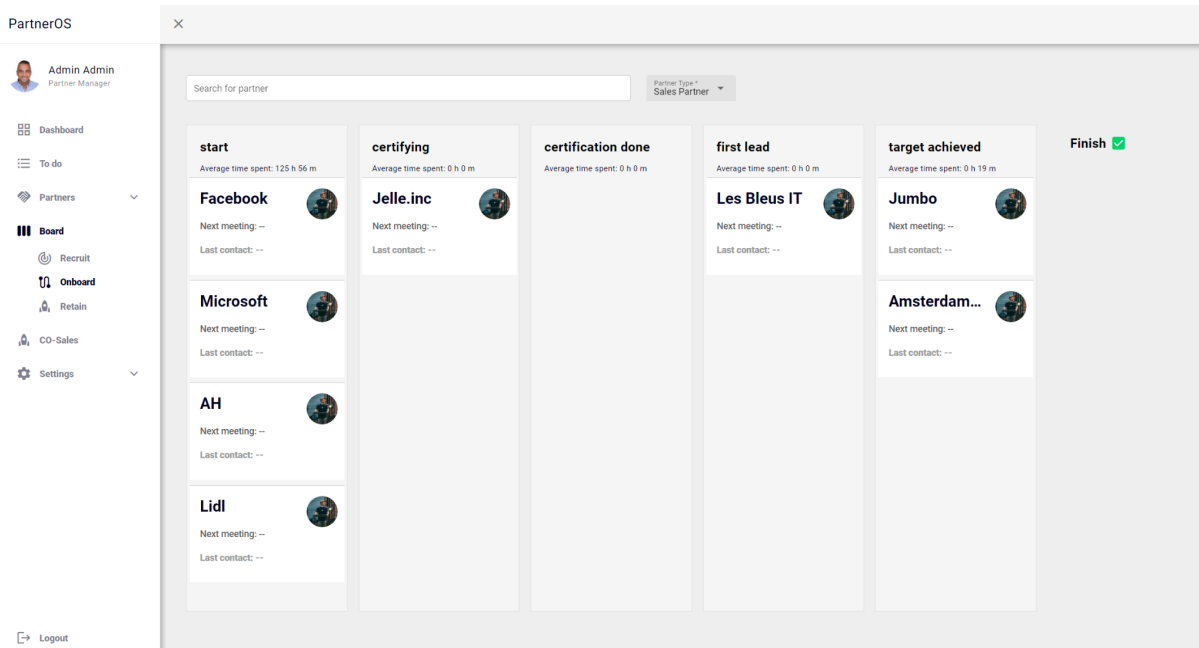 PartnerOS
Admin Admin
Partner Manager
Dashboard
To do
Partners
Board
Recruit
Onboard
Retain
CO-Sales
Settings
Logout
Search for partner
Partner Type *
Sales Partner
start
Average time spent: 125 h 56 m
Facebook
Next meeting: --
Last contact: --
Microsoft
Next meeting: --
Last contact: --
AH
Next meeting: --
Last contact: --
Lidl
Next meeting: --
Last contact: --
certifying
Average time spent: 0 h 0 m
Jelle.inc
Next meeting: --
Last contact: --
certification done
Average time spent: 0 h 0 m
first lead
Average time spent: 0 h 0 m
Les Bleus IT
Next meeting: --
Last contact: --
target achieved
Average time spent: 0 h 19 m
Jumbo
Next meeting: --
Last contact: --
Amsterdam...
Next meeting: --
Last contact: --
Finish